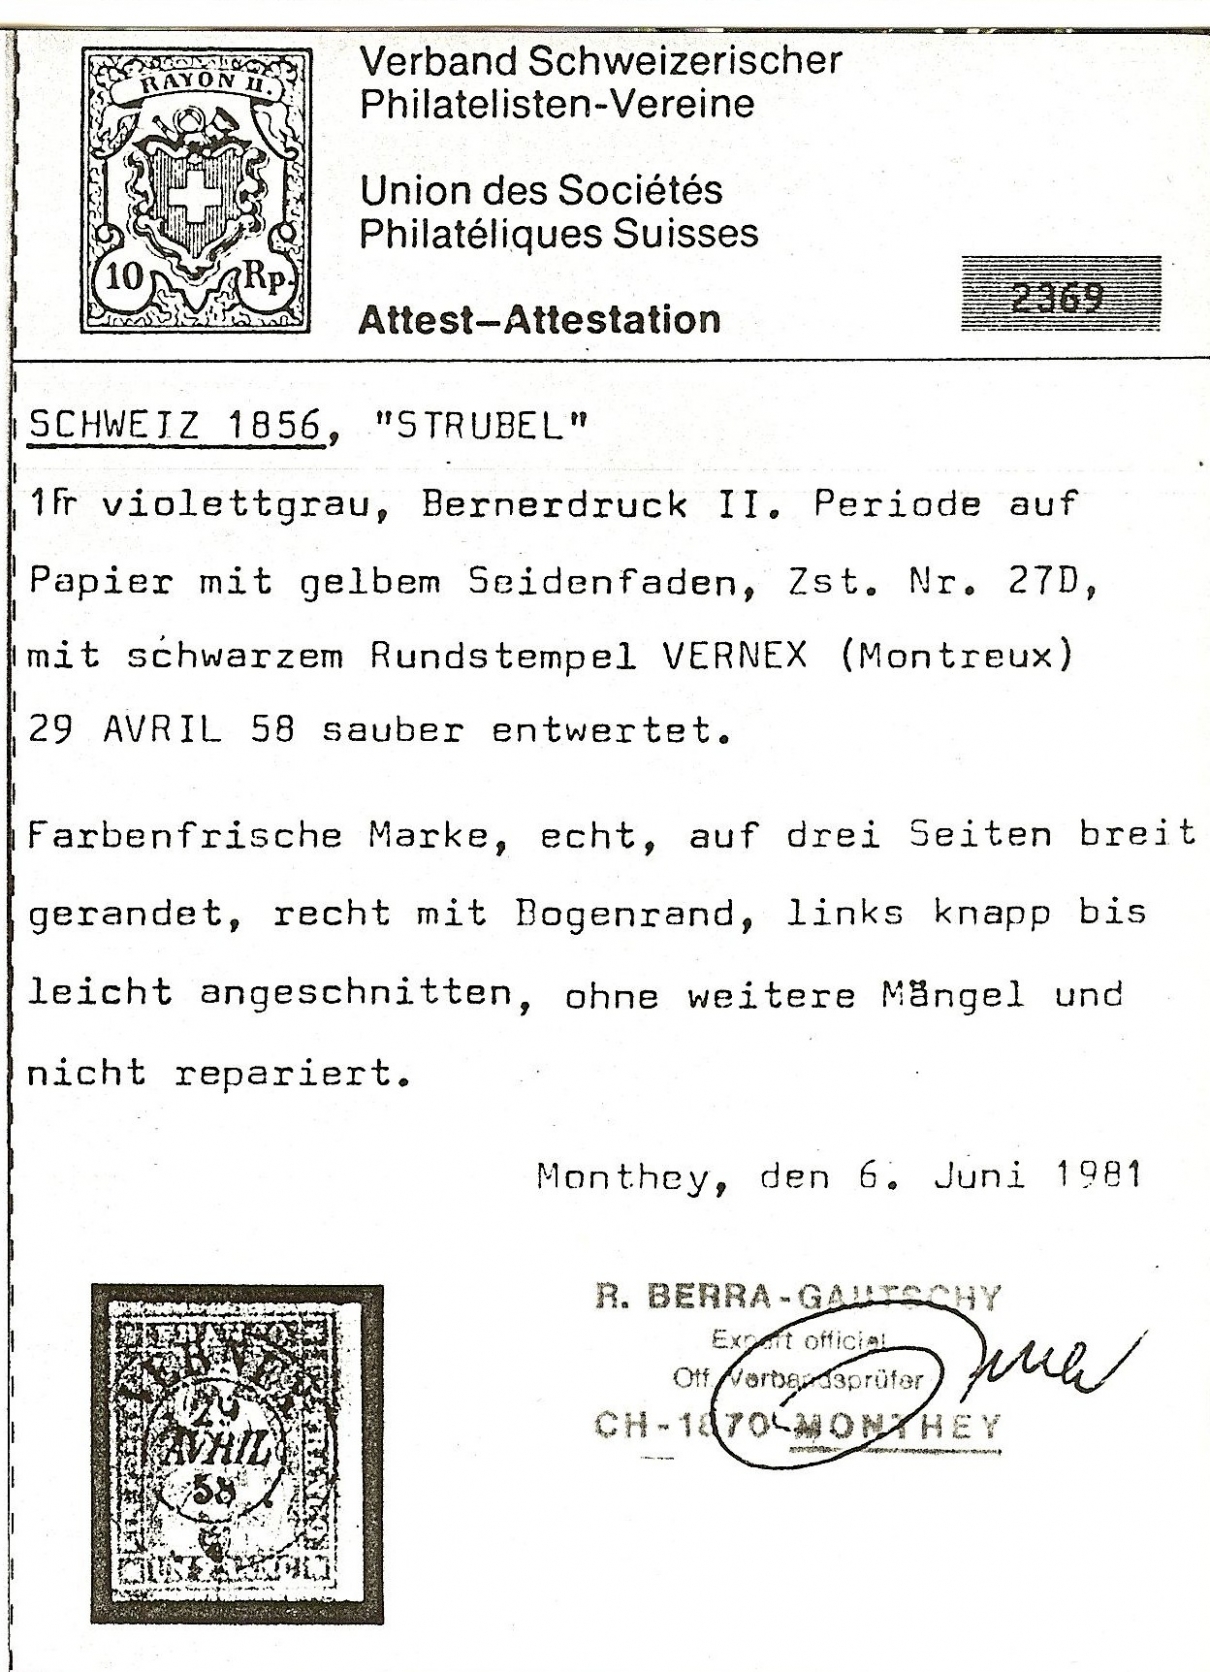 RAYON II.
10 Rp.
Verband Schweizerischer
Philatelisten-Vereine
Union des Sociétés
Philatéliques Suisses
Attest–Attestation
2369
SCHWEIZ 1856, "STRUBEL"
1Fr violettgrau, Bernerdruck II. Periode auf
Papier mit gelbem Seidenfaden, Zst. Nr. 27D,
mit schwarzem Rundstempel VERNEX (Montreux)
29 AVRIL 58 sauber entwertet.
Farbenfrische Marke, echt, auf drei Seiten breit
gerandet, recht mit Bogenrand, links knapp bis
leicht angeschnitten, ohne weitere Mängel und
nicht repariert.
Monthey, den 6. Juni 1981
R. BERRA-GAUTSCHY
Expert officiel
Off. Verbandsprüfer
CH-1870 MONTHEY
FRANCO
VERNEX
29
AVRIL
58